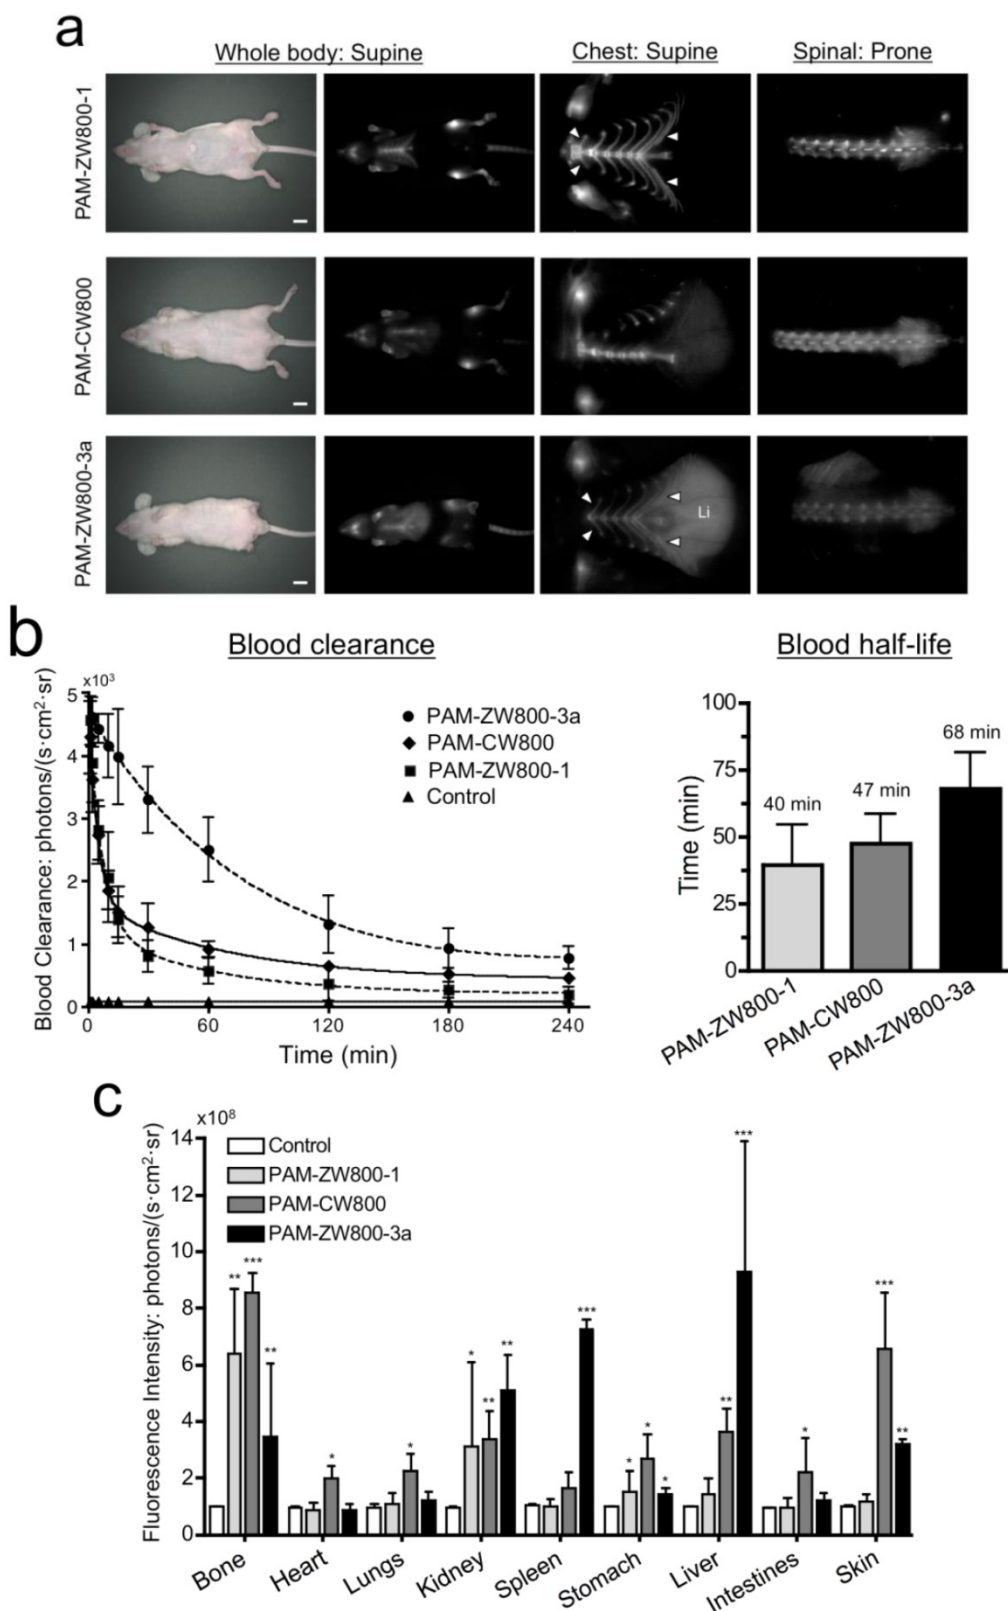 a
Whole body: Supine
Chest: Supine
Spinal: Prone
PAM-ZW800-1
PAM-CW800
PAM-ZW800-3a
Li
b
Blood clearance
Blood Clearance: photons/(s·cm²·sr)
x10³
5
4
3
2
1
0
0 60 120 180 240
Time (min)
PAM-ZW800-3a
PAM-CW800
PAM-ZW800-1
Control
Blood half-life
Time (min)
100
75
50
25
0
40 min
47 min
68 min
PAM-ZW800-1
PAM-CW800
PAM-ZW800-3a
c
Fluorescence Intensity: photons/(s·cm²·sr)
x10⁸
14
12
10
8
6
4
2
0
Control
PAM-ZW800-1
PAM-CW800
PAM-ZW800-3a
** *** **
*
*
* ** **
***
* * *
** ***
*
*** **
Bone Heart Lungs Kidney Spleen Stomach Liver Intestines Skin